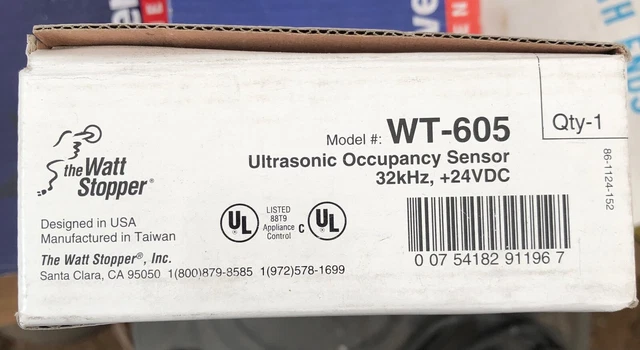 Model #: WT-605
Qty-1
Ultrasonic Occupancy Sensor
32kHz, +24VDC
the Watt
Stopper®
Designed in USA
Manufactured in Taiwan
The Watt Stopper®, Inc.
Santa Clara, CA 95050 1(800)879-8585 1(972)578-1699
UL
LISTED
88T9
Appliance
Control
C UL
0 07 54182 91196 7
86-1124-152